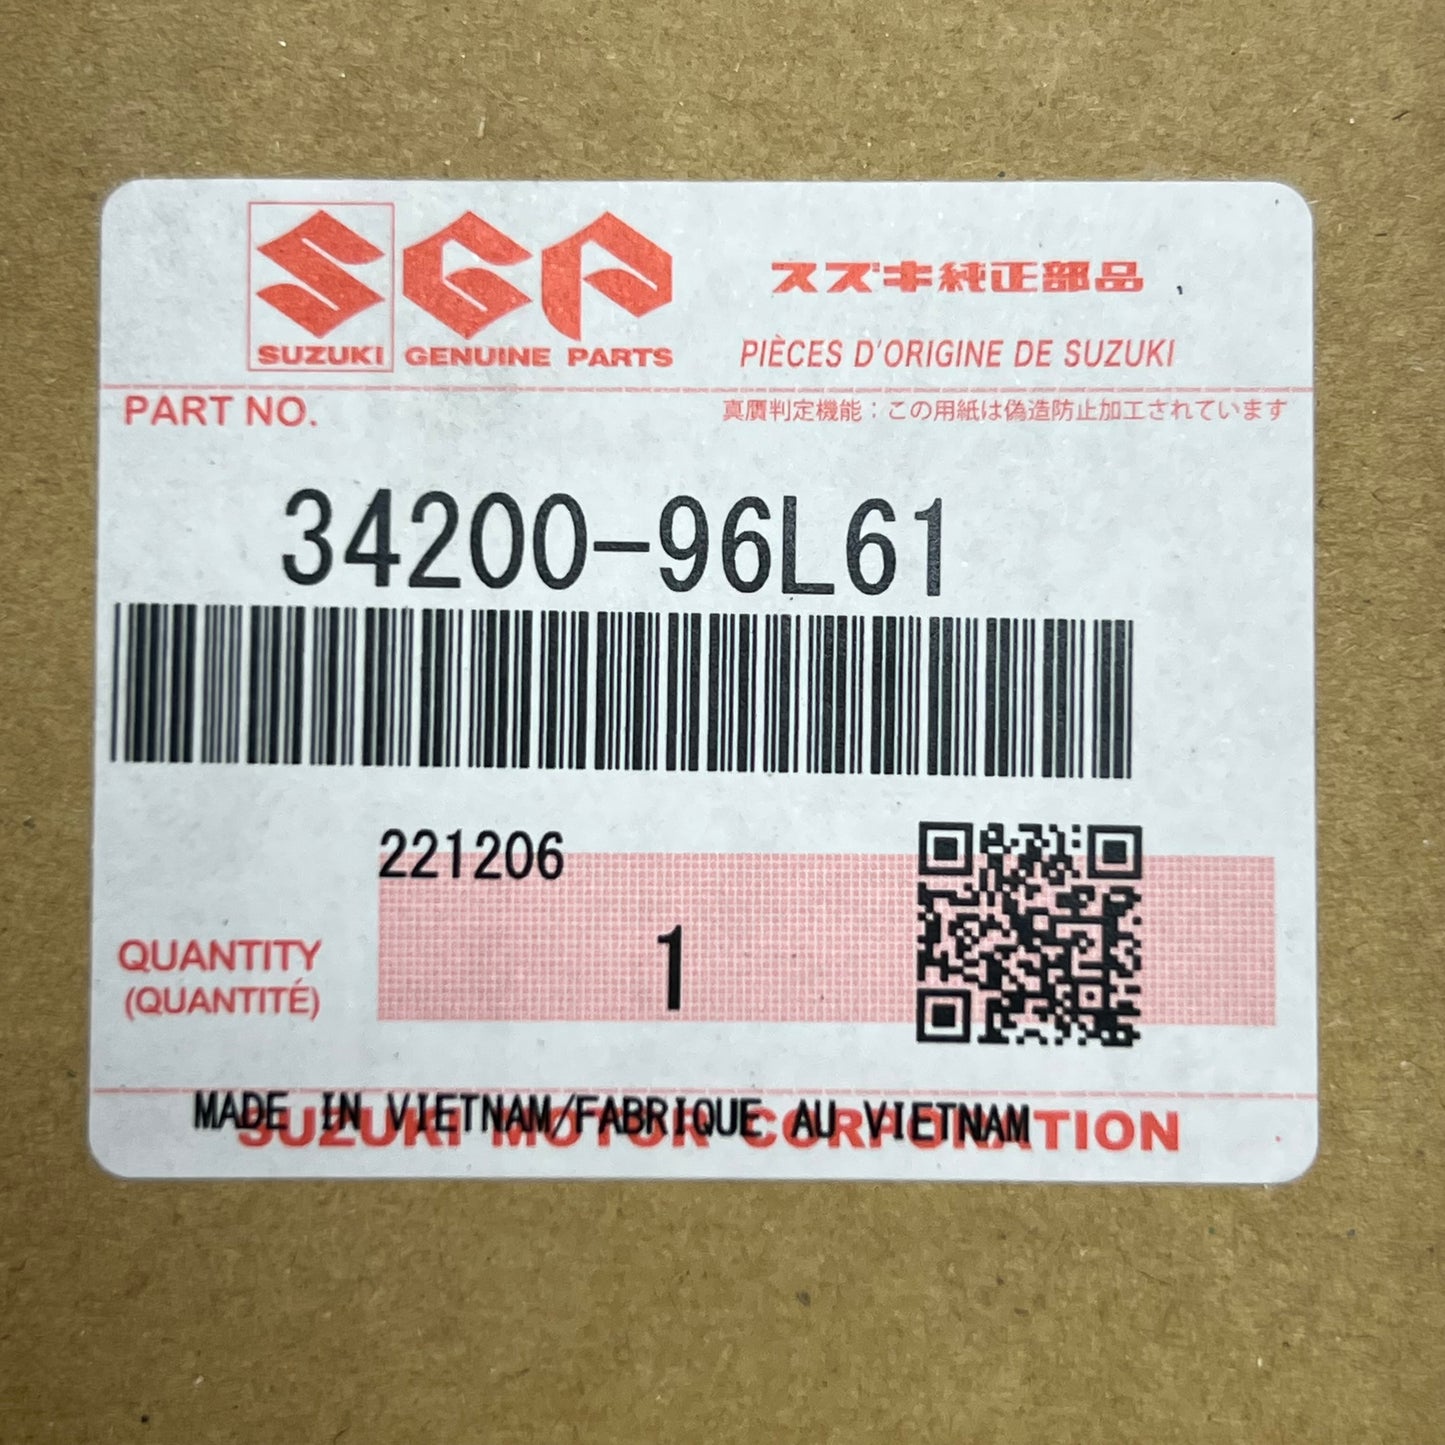 SGP
SUZUKI GENUINE PARTS
スズキ純正部品
PIÈCES D'ORIGINE DE SUZUKI
PART NO.
真贋判定機能：この用紙は偽造防止加工されています
34200-96L61
221206
QUANTITY
(QUANTITÉ)
1
MADE IN VIETNAM/FABRIQUE AU VIETNAM
SUZUKI MOTOR CORPORATION